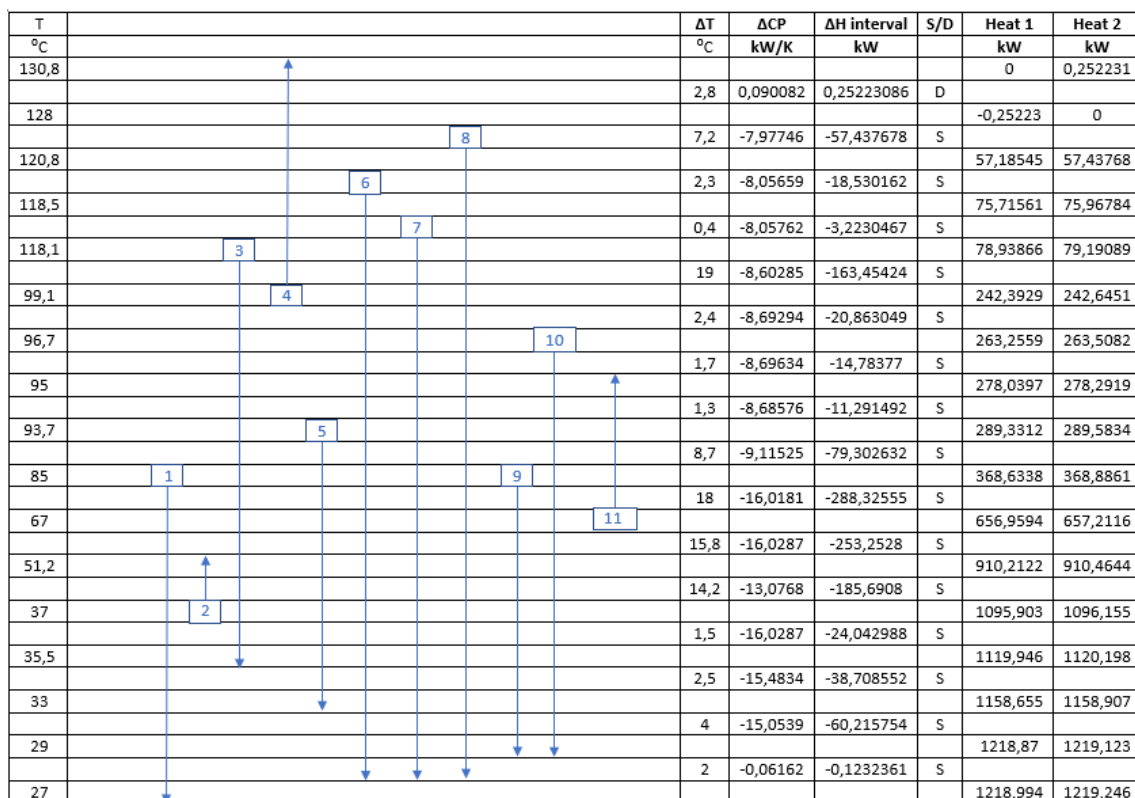 T ΔT ΔCP ΔH interval S/D Heat 1 Heat 2
⁰C ⁰C kW/K kW kW kW
130,8 0 0,252231
2,8 0,090082 0,25223086 D
128 -0,25223 0
8 7,2 -7,97746 -57,437678 S
120,8 57,18545 57,43768
6 2,3 -8,05659 -18,530162 S
118,5 75,71561 75,96784
7 0,4 -8,05762 -3,2230467 S
118,1 3 78,93866 79,19089
19 -8,60285 -163,45424 S
99,1 4 242,3929 242,6451
2,4 -8,69294 -20,863049 S
96,7 10 263,2559 263,5082
1,7 -8,69634 -14,78377 S
95 278,0397 278,2919
1,3 -8,68576 -11,291492 S
93,7 5 289,3312 289,5834
8,7 -9,11525 -79,302632 S
85 1 9 368,6338 368,8861
18 -16,0181 -288,32555 S
67 11 656,9594 657,2116
15,8 -16,0287 -253,2528 S
51,2 910,2122 910,4644
14,2 -13,0768 -185,6908 S
37 2 1095,903 1096,155
1,5 -16,0287 -24,042988 S
35,5 1119,946 1120,198
2,5 -15,4834 -38,708552 S
33 1158,655 1158,907
4 -15,0539 -60,215754 S
29 1218,87 1219,123
2 -0,06162 -0,1232361 S
27 1218,994 1219,246